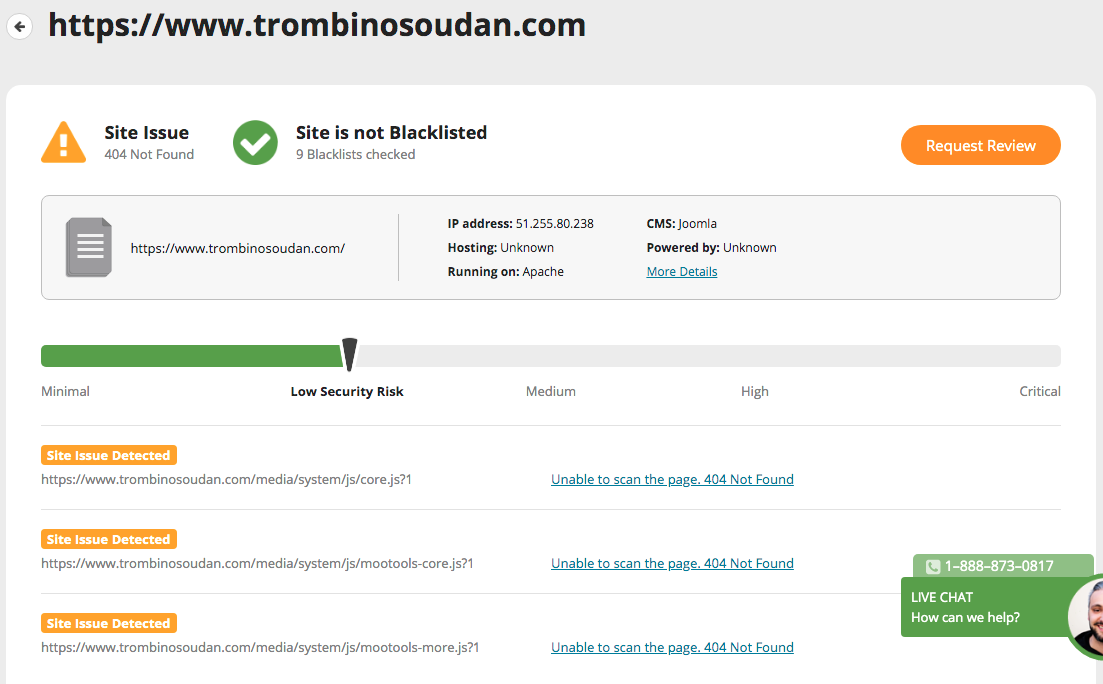 https://www.trombinosoudan.com
Site Issue
404 Not Found
Site is not Blacklisted
9 Blacklists checked
Request Review
https://www.trombinosoudan.com/
IP address: 51.255.80.238
Hosting: Unknown
Running on: Apache
CMS: Joomla
Powered by: Unknown
More Details
Minimal
Low Security Risk
Medium
High
Critical
Site Issue Detected
https://www.trombinosoudan.com/media/system/js/core.js?1
Unable to scan the page. 404 Not Found
Site Issue Detected
https://www.trombinosoudan.com/media/system/js/mootools-core.js?1
Unable to scan the page. 404 Not Found
Site Issue Detected
https://www.trombinosoudan.com/media/system/js/mootools-more.js?1
Unable to scan the page. 404 Not Found
1–888–873–0817
LIVE CHAT
How can we help?